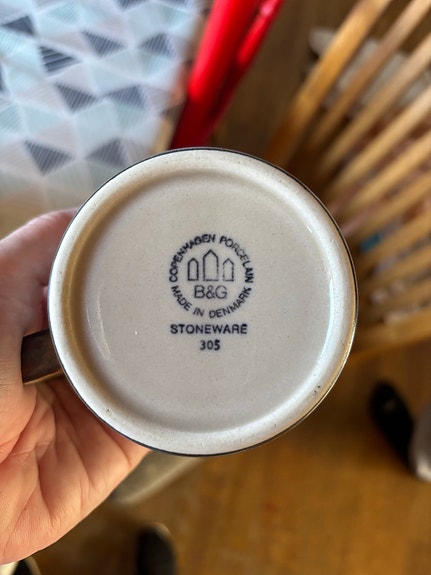 COPENHAGEN PORCELAIN
B&G
MADE IN DENMARK
STONEWARE
305